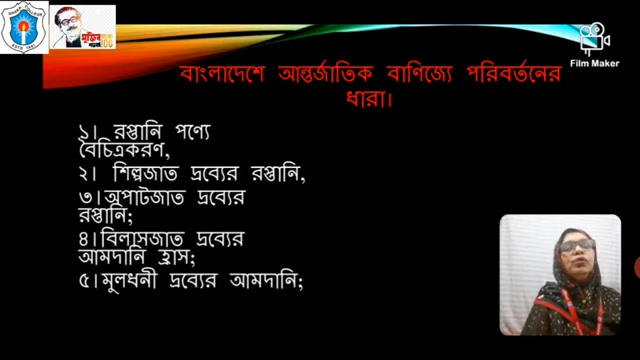 Film Maker
বাংলাদেশে আন্তর্জাতিক বাণিজ্যে পরিবর্তনের
ধারা।
১। রপ্তানি পণ্যে
বৈচিত্রকরণ,
২। শিল্পজাত দ্রব্যের রপ্তানি,
৩।অপাটজাত দ্রব্যের
রপ্তানি;
৪।বিলাসজাত দ্রব্যের
আমদানি হ্রাস;
৫।মুলধনী দ্রব্যের আমদানি;